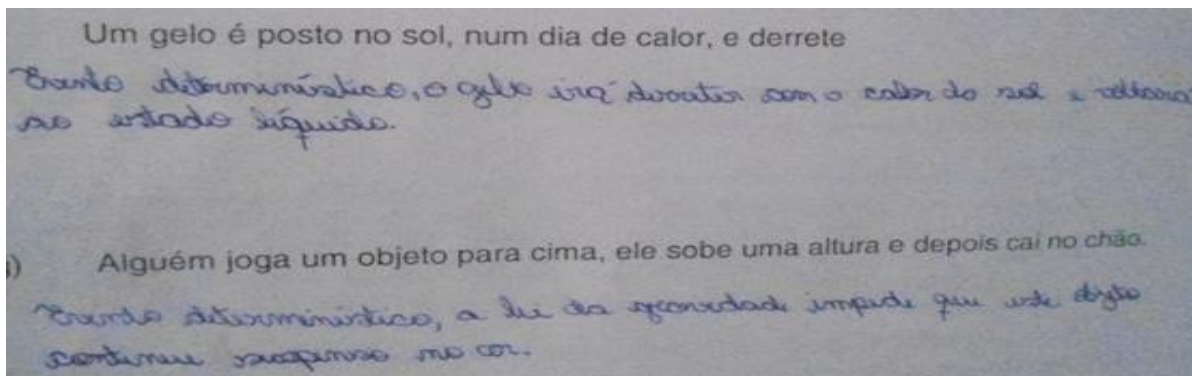 Um gelo é posto no sol, num dia de calor, e derrete
Evento determinístico, o gelo irá derreter com o calor do sol e voltará
ao estado líquido.
) Alguém joga um objeto para cima, ele sobe uma altura e depois cai no chão.
Evento determinístico, a lei da gravidade impede que este objeto
continue suspenso no ar.